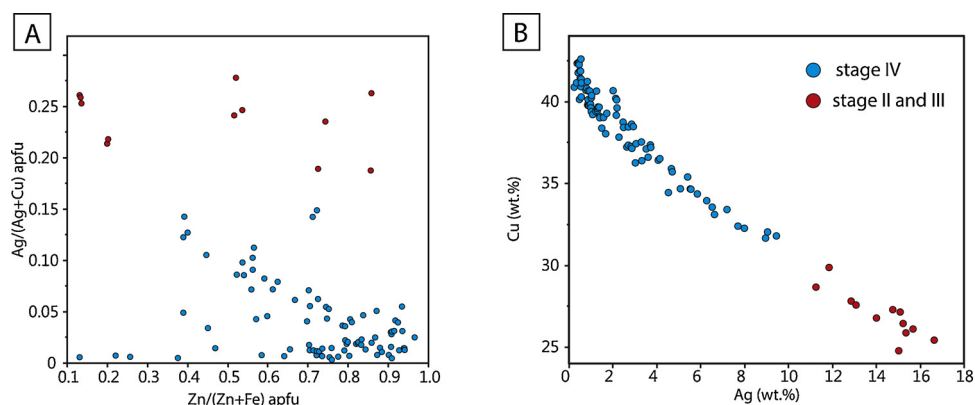 A
Ag/(Ag+Cu) apfu
0.25
0.20
0.15
0.10
0.05
0
0.1 0.2 0.3 0.4 0.5 0.6 0.7 0.8 0.9 1.0
Zn/(Zn+Fe) apfu
B
stage IV
stage II and III
Cu (wt.%)
40
35
30
25
0 2 4 6 8 10 12 14 16 18
Ag (wt.%)